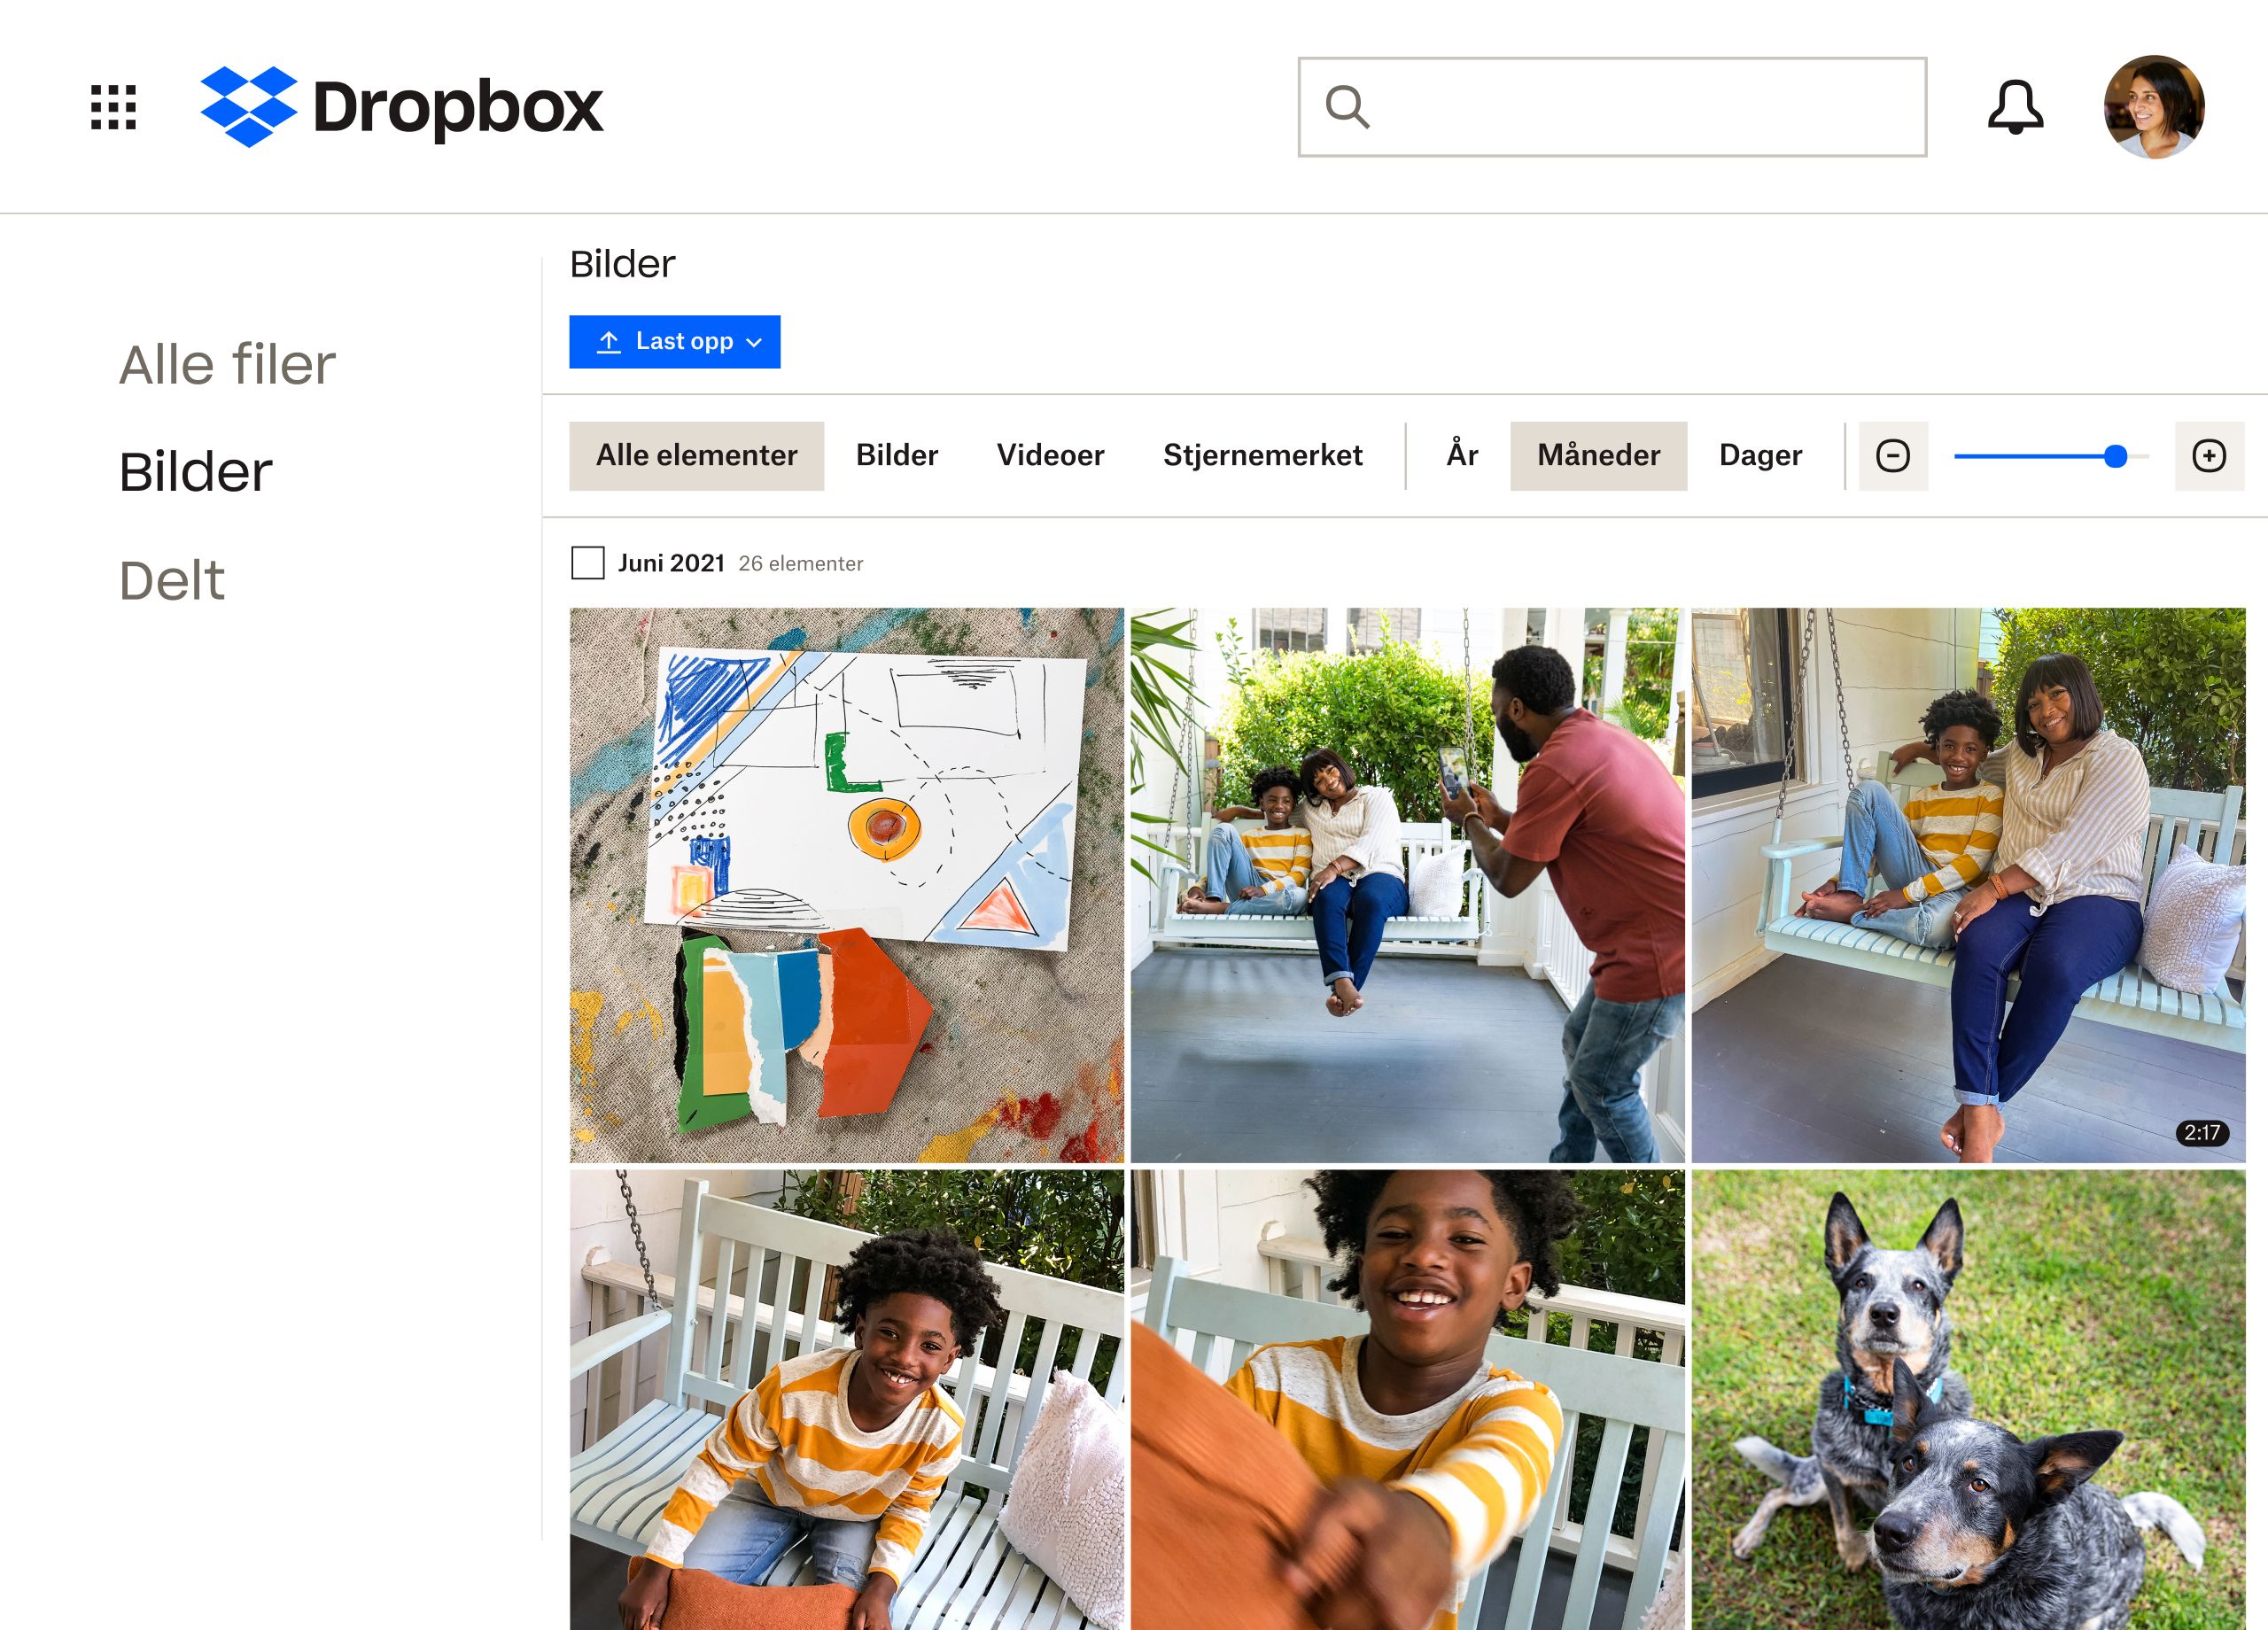 Dropbox
Alle filer
Bilder
Delt
Bilder
Last opp
Alle elementer Bilder Videoer Stjernemerket År Måneder Dager
Juni 2021 26 elementer
2:17